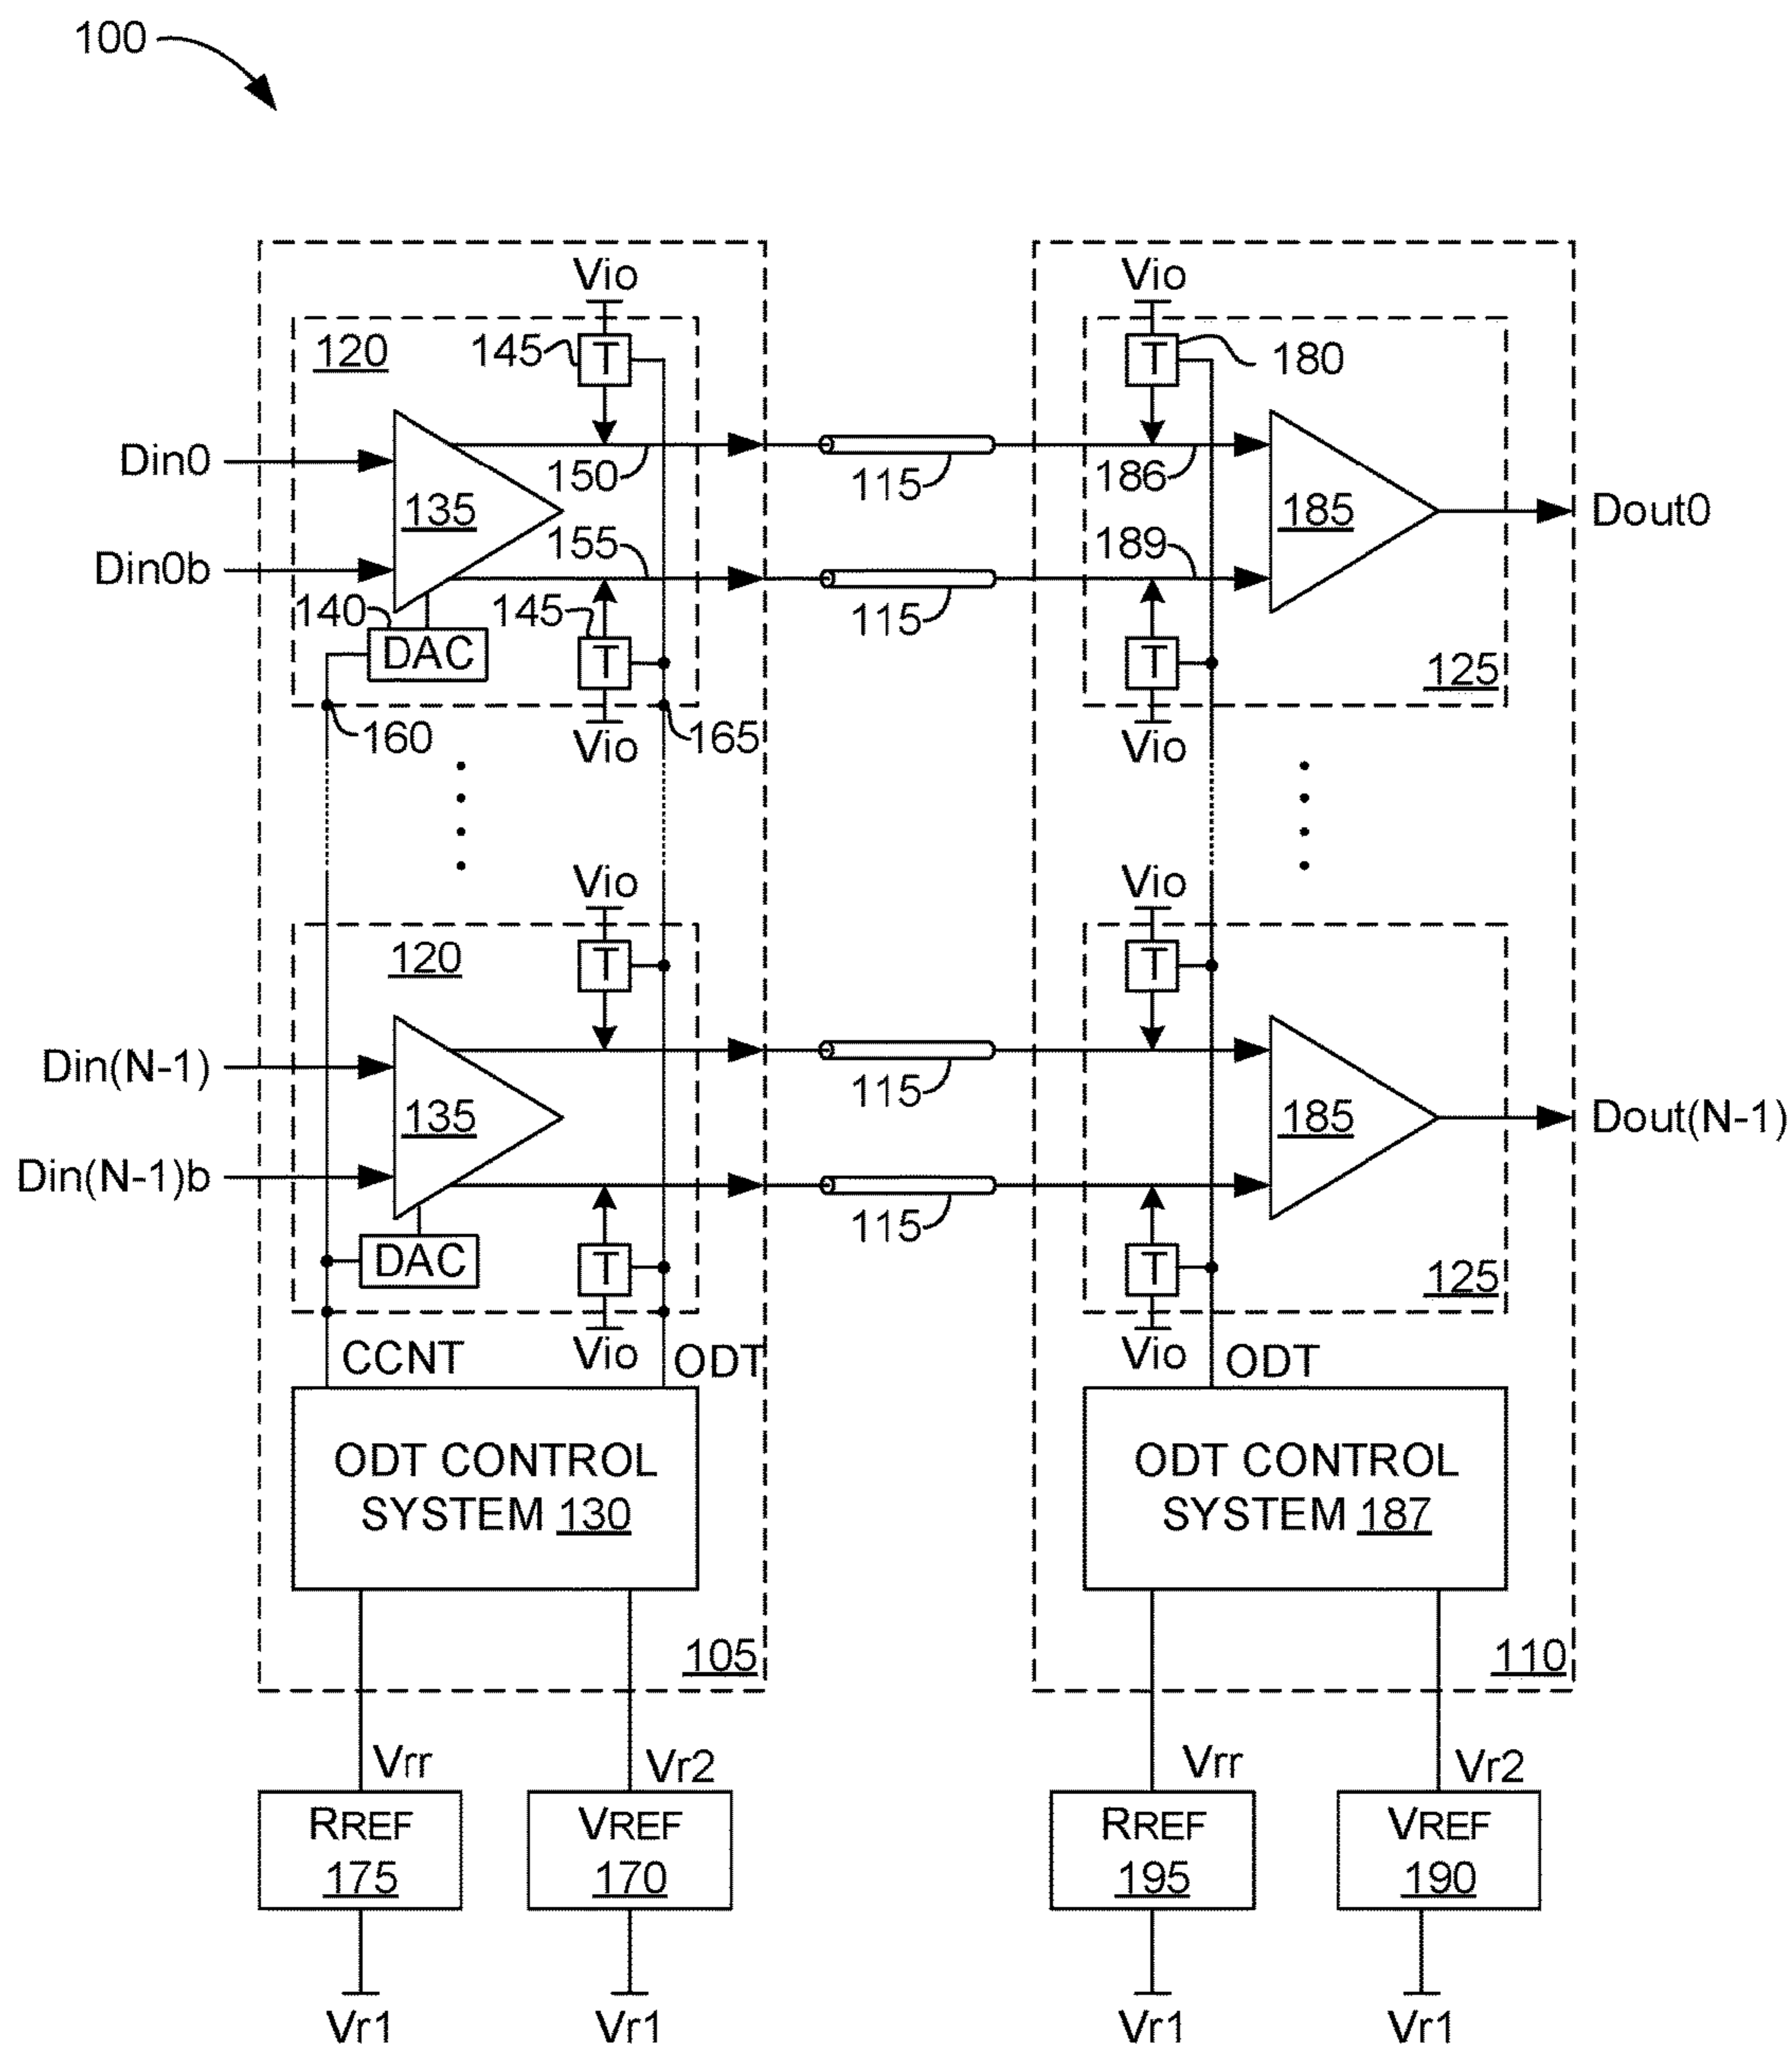 100
Vio Vio
120 145 T T 180
Din0 150 115 186
135 185 Dout0
Din0b 155 189
140 145 115
DAC T T 125
160 Vio 165 Vio
Vio Vio
120 T T
Din(N-1) 115
135 185 Dout(N-1)
Din(N-1)b 115
DAC T T 125
CCNT Vio ODT Vio ODT
ODT CONTROL ODT CONTROL
SYSTEM 130 SYSTEM 187
105 110
Vrr Vr2 Vrr Vr2
RREF VREF RREF VREF
175 170 195 190
Vr1 Vr1 Vr1 Vr1